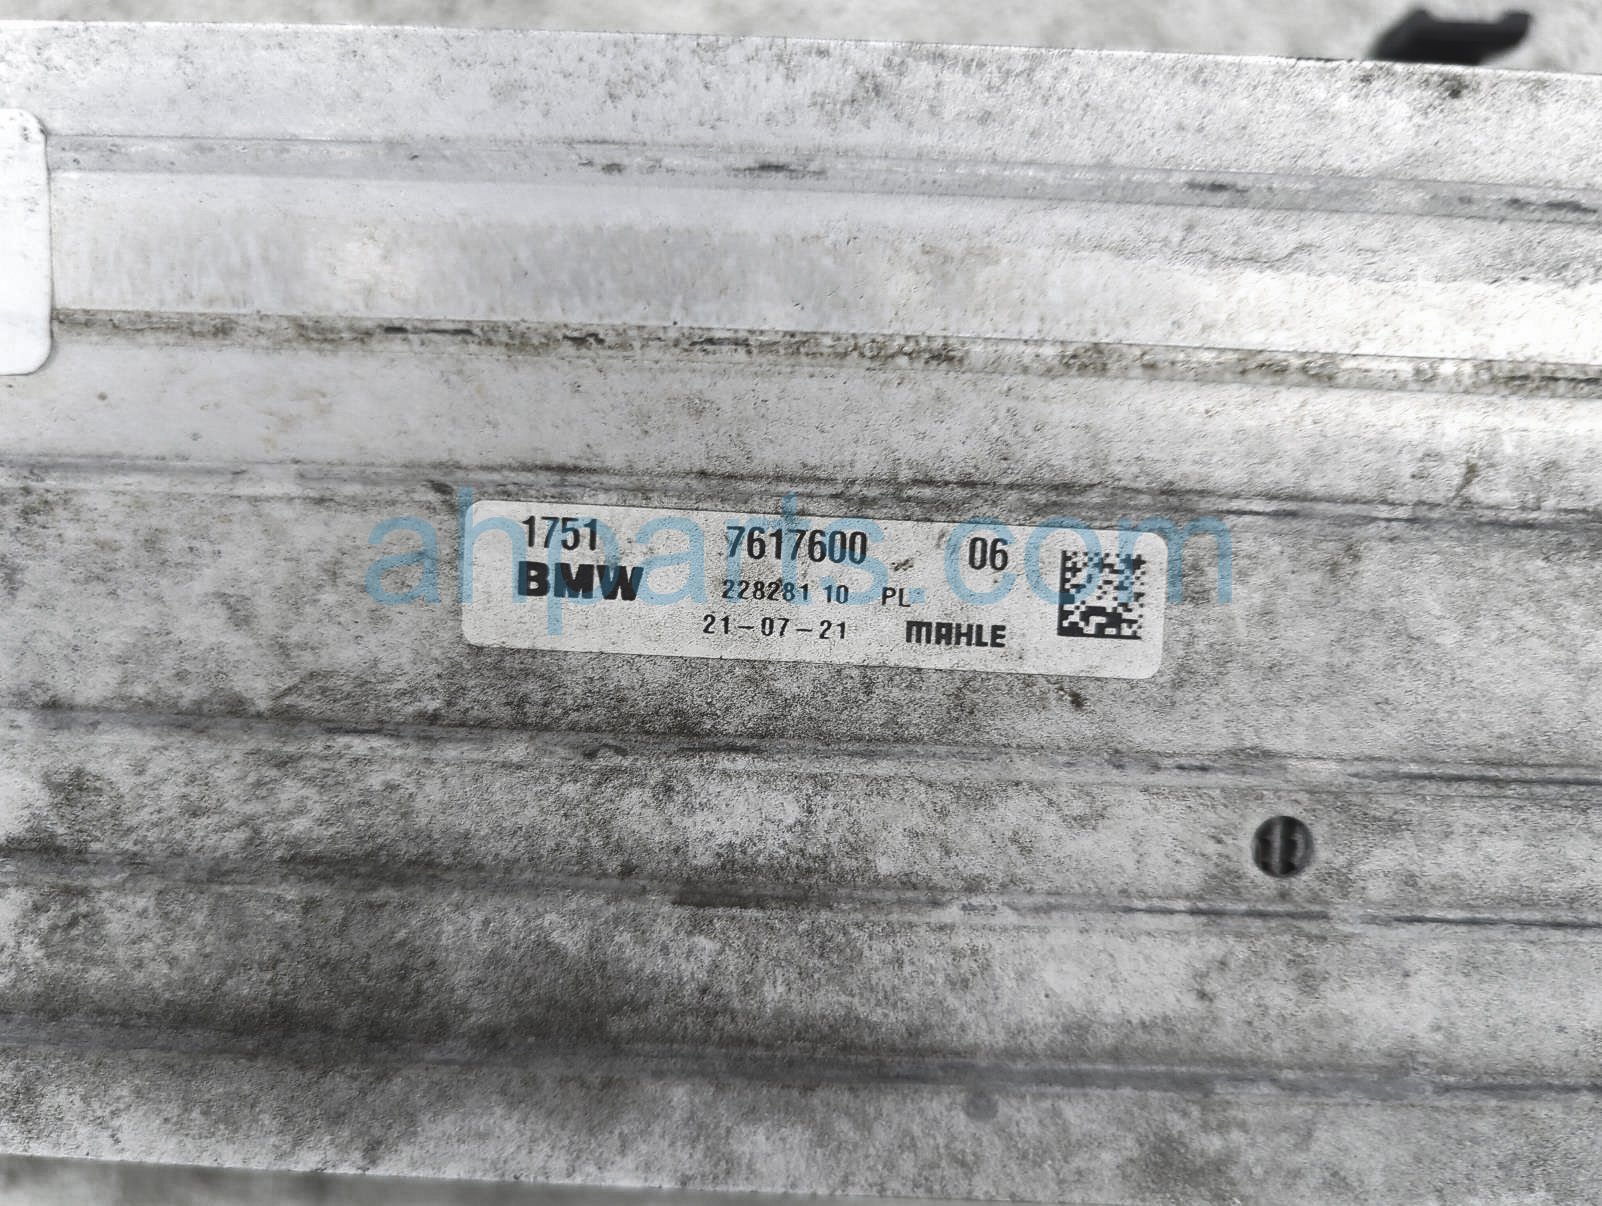 1751 7617600 06
BMW 228281 10 PL
21-07-21 MAHLE
ahparts.com